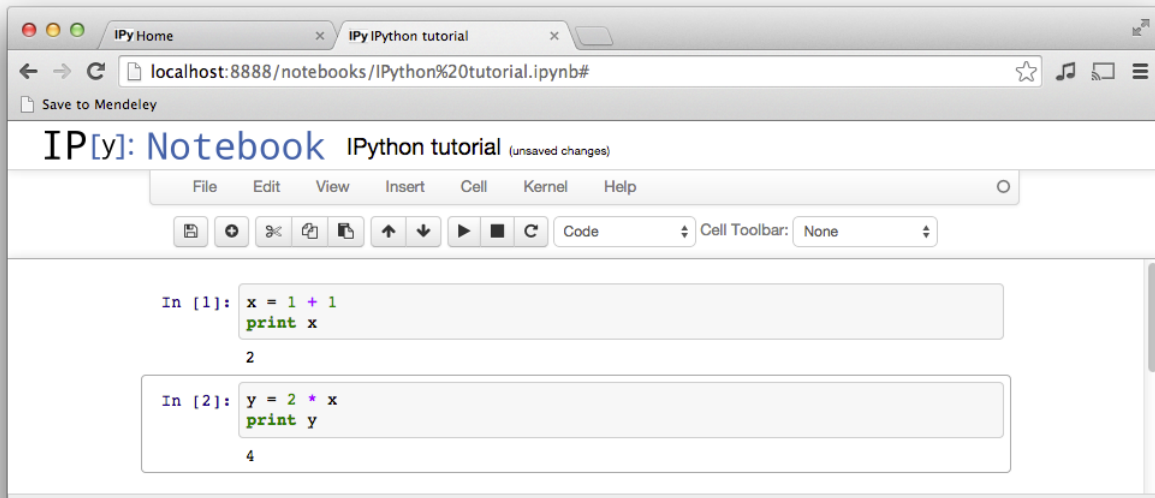 IPy Home
IPy IPython tutorial
localhost:8888/notebooks/IPython%20tutorial.ipynb#
Save to Mendeley
IP[y]: Notebook IPython tutorial (unsaved changes)
File Edit View Insert Cell Kernel Help
Code Cell Toolbar: None
In [1]: x = 1 + 1
print x
2
In [2]: y = 2 * x
print y
4